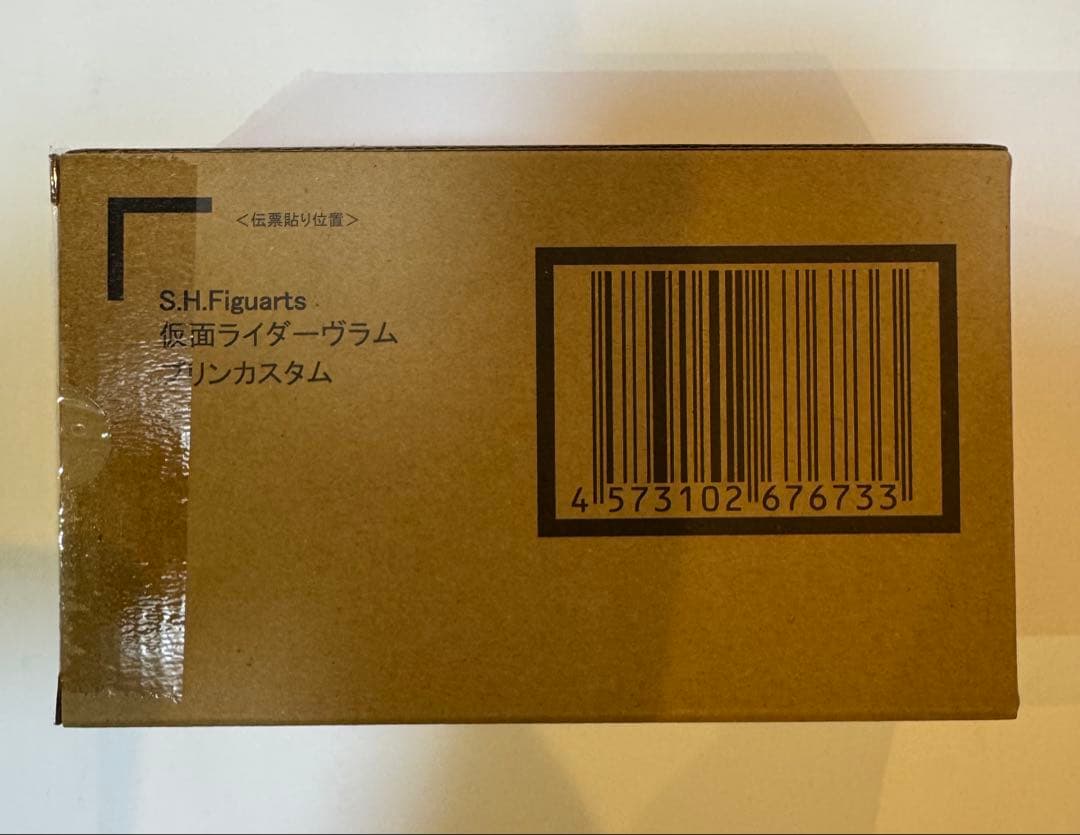 ＜伝票貼り位置＞
S.H.Figuarts
仮面ライダーヴラム
プリンカスタム
4 573102 676733